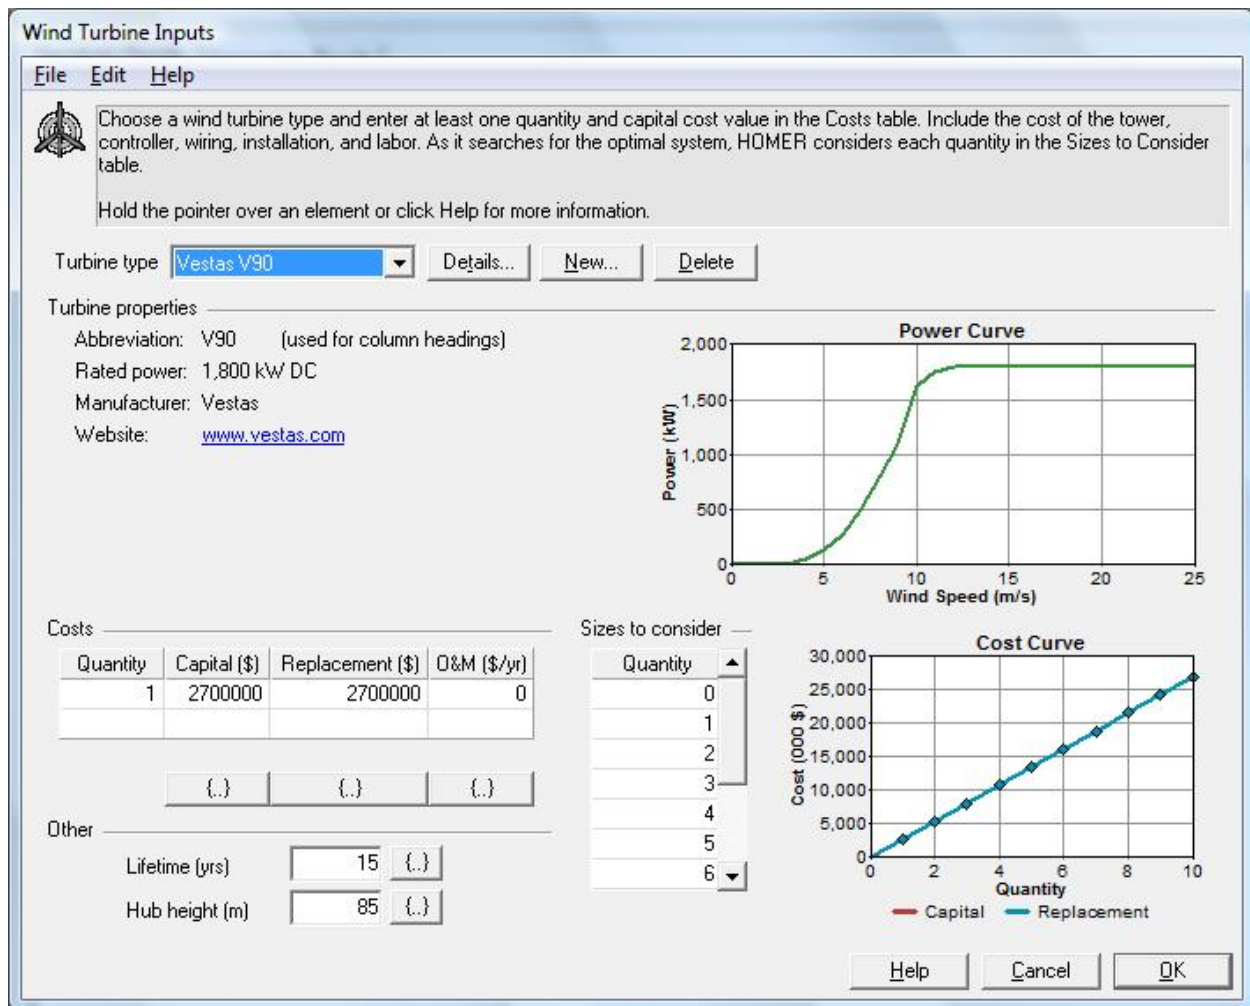 Wind Turbine Inputs
File Edit Help
Choose a wind turbine type and enter at least one quantity and capital cost value in the Costs table. Include the cost of the tower,
controller, wiring, installation, and labor. As it searches for the optimal system, HOMER considers each quantity in the Sizes to Consider
table.
Hold the pointer over an element or click Help for more information.
Turbine type Vestas V90 Details... New... Delete
Turbine properties
Abbreviation: V90 (used for column headings)
Rated power: 1,800 kW DC
Manufacturer: Vestas
Website: www.vestas.com
Power Curve
2,000
1,500
1,000
500
0
Power (kW)
0 5 10 15 20 25
Wind Speed (m/s)
Costs
Quantity Capital ($) Replacement ($) O&M ($/yr)
1 2700000 2700000 0
{..} {..} {..}
Other
Lifetime (yrs) 15 {..}
Hub height (m) 85 {..}
Sizes to consider
Quantity
0
1
2
3
4
5
6
Cost Curve
30,000
25,000
20,000
15,000
10,000
5,000
0
Cost (000 $)
0 2 4 6 8 10
Quantity
Capital Replacement
Help Cancel OK